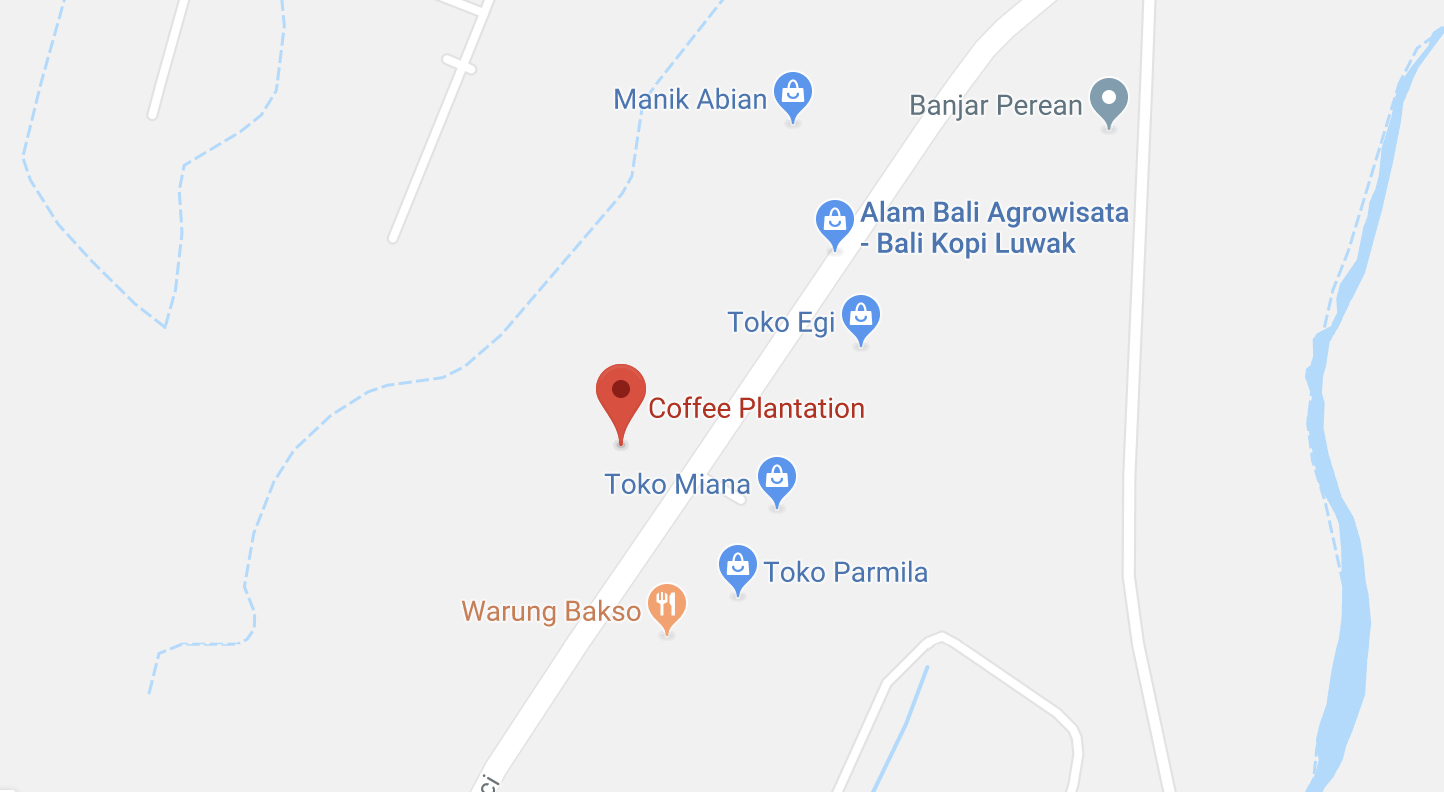 Manik Abian
Banjar Perean
Alam Bali Agrowisata
- Bali Kopi Luwak
Toko Egi
Coffee Plantation
Toko Miana
Toko Parmila
Warung Bakso